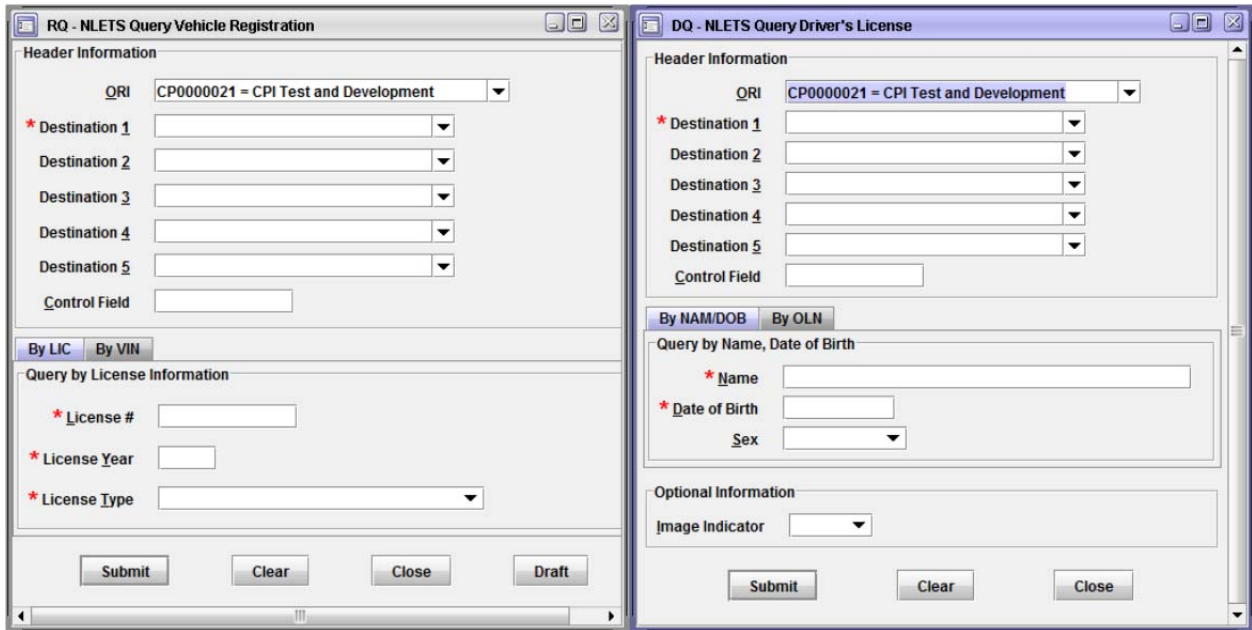 RQ - NLETS Query Vehicle Registration
Header Information
ORI CP0000021 = CPI Test and Development
* Destination 1
Destination 2
Destination 3
Destination 4
Destination 5
Control Field
By LIC By VIN
Query by License Information
* License #
* License Year
* License Type
Submit Clear Close Draft
DQ - NLETS Query Driver's License
Header Information
ORI CP0000021 = CPI Test and Development
* Destination 1
Destination 2
Destination 3
Destination 4
Destination 5
Control Field
By NAM/DOB By OLN
Query by Name, Date of Birth
* Name
* Date of Birth
Sex
Optional Information
Image Indicator
Submit Clear Close